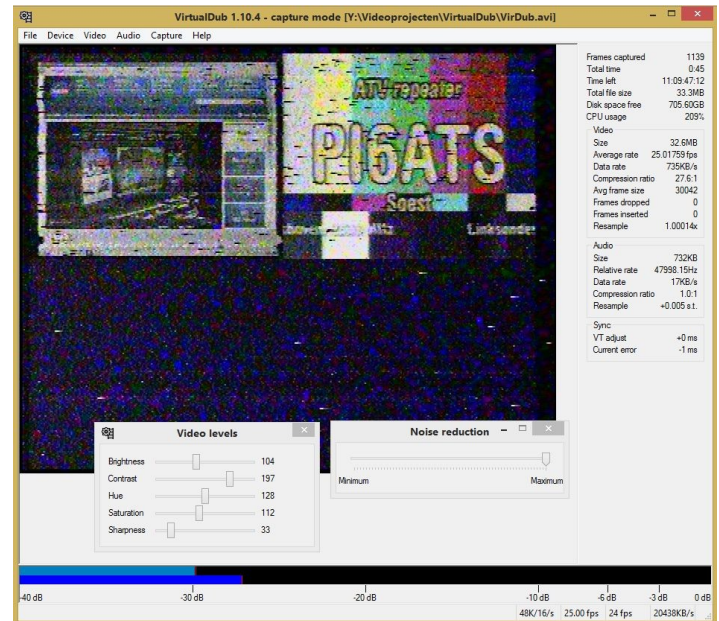 VirtualDub 1.10.4 - capture mode [Y:\Videoprojecten\VirtualDub\VirDub.avi]
File Device Video Audio Capture Help
ATV-repeater
PI6ATS
Soest
Linksonder
Frames captured 1139
Total time 0:45
Time left 11:09:47:12
Total file size 33.3MB
Disk space free 705.60GB
CPU usage 209%
Video
Size 32.6MB
Average rate 25.01759 fps
Data rate 735KB/s
Compression ratio 27.6:1
Avg frame size 30042
Frames dropped 0
Frames inserted 0
Resample 1.00014x
Audio
Size 732KB
Relative rate 47998.15Hz
Data rate 17KB/s
Compression ratio 1.0:1
Resample +0.005 s.t.
Sync
VT adjust +0 ms
Current error -1 ms
Video levels
Brightness 104
Contrast 197
Hue 128
Saturation 112
Sharpness 33
Noise reduction
Minimum Maximum
-40 dB -30 dB -20 dB -10 dB -6 dB -3 dB 0 dB
48K/16/s 25.00 fps 24 fps 20438KB/s